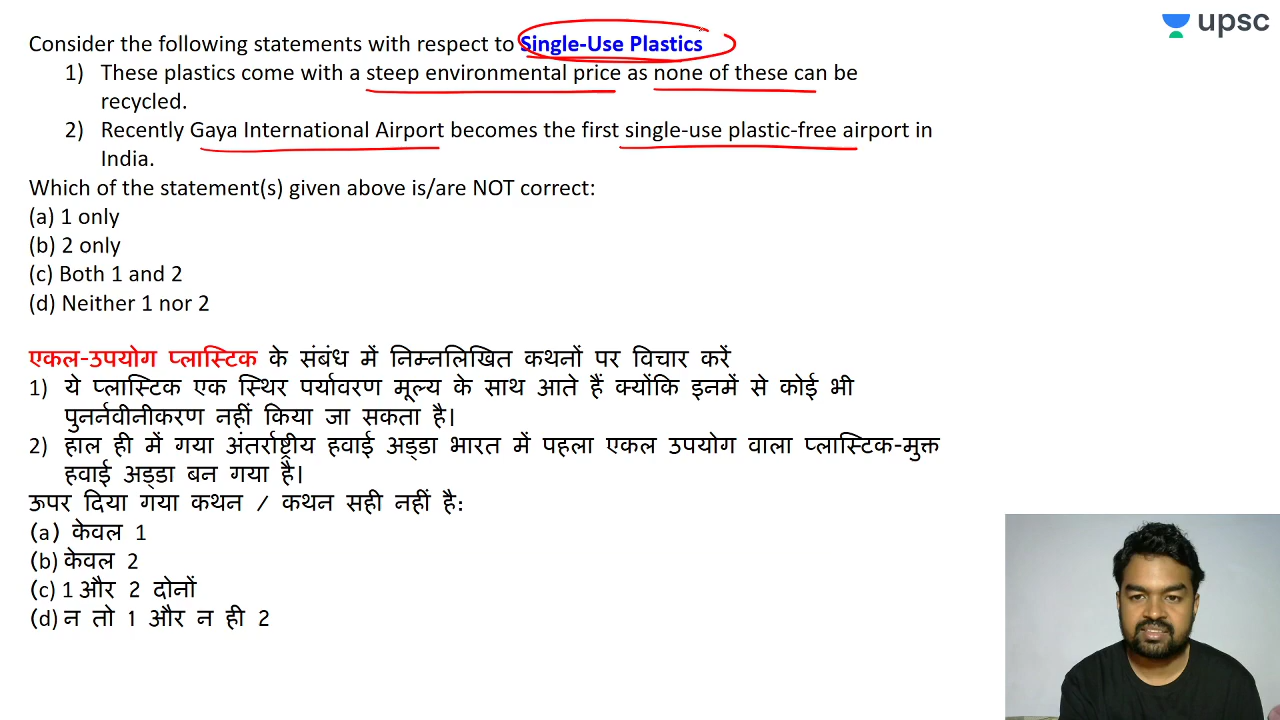 upsc
Consider the following statements with respect to Single-Use Plastics
1) These plastics come with a steep environmental price as none of these can be
recycled.
2) Recently Gaya International Airport becomes the first single-use plastic-free airport in
India.
Which of the statement(s) given above is/are NOT correct:
(a) 1 only
(b) 2 only
(c) Both 1 and 2
(d) Neither 1 nor 2
एकल-उपयोग प्लास्टिक के संबंध में निम्नलिखित कथनों पर विचार करें
1) ये प्लास्टिक एक स्थिर पर्यावरण मूल्य के साथ आते हैं क्योंकि इनमें से कोई भी
पुनर्नवीनीकरण नहीं किया जा सकता है।
2) हाल ही में गया अंतर्राष्ट्रीय हवाई अड्डा भारत में पहला एकल उपयोग वाला प्लास्टिक-मुक्त
हवाई अड्डा बन गया है।
ऊपर दिया गया कथन / कथन सही नहीं है:
(a) केवल 1
(b) केवल 2
(c) 1 और 2 दोनों
(d) न तो 1 और न ही 2